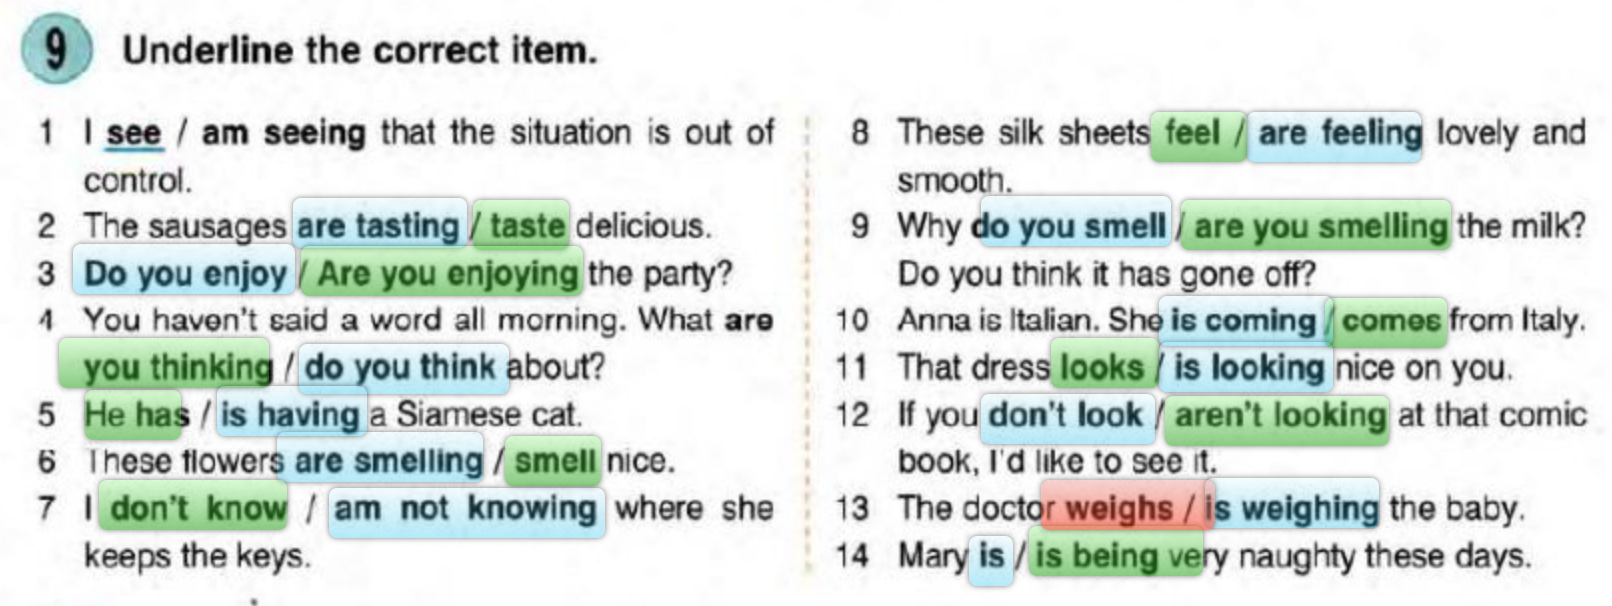 9 Underline the correct item.
1 I see / am seeing that the situation is out of
control.
2 The sausages are tasting / taste delicious.
3 Do you enjoy / Are you enjoying the party?
4 You haven't said a word all morning. What are
you thinking / do you think about?
5 He has / is having a Siamese cat.
6 These flowers are smelling / smell nice.
7 I don't know / am not knowing where she
keeps the keys.
8 These silk sheets feel / are feeling lovely and
smooth.
9 Why do you smell / are you smelling the milk?
Do you think it has gone off?
10 Anna is Italian. She is coming / comes from Italy.
11 That dress looks / is looking nice on you.
12 If you don't look / aren't looking at that comic
book, I'd like to see it.
13 The doctor weighs / is weighing the baby.
14 Mary is / is being very naughty these days.